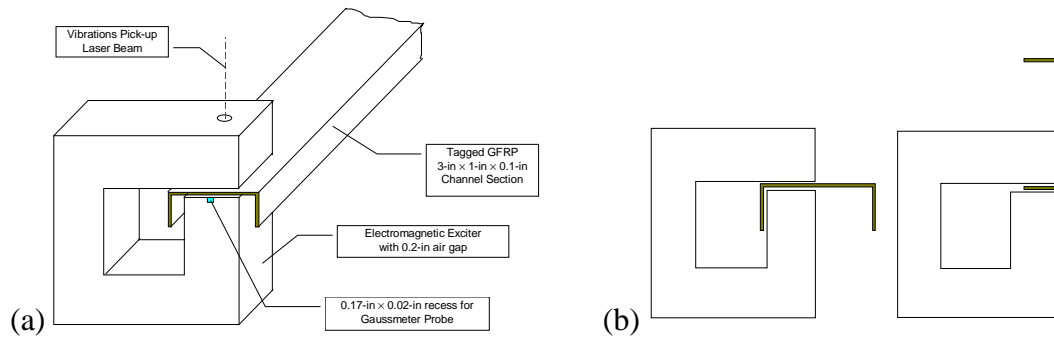 Vibrations Pick-up
Laser Beam
Tagged GFRP
3-in × 1-in × 0.1-in
Channel Section
Electromagnetic Exciter
with 0.2-in air gap
0.17-in × 0.02-in recess for
Gaussmeter Probe
(a)
(b)